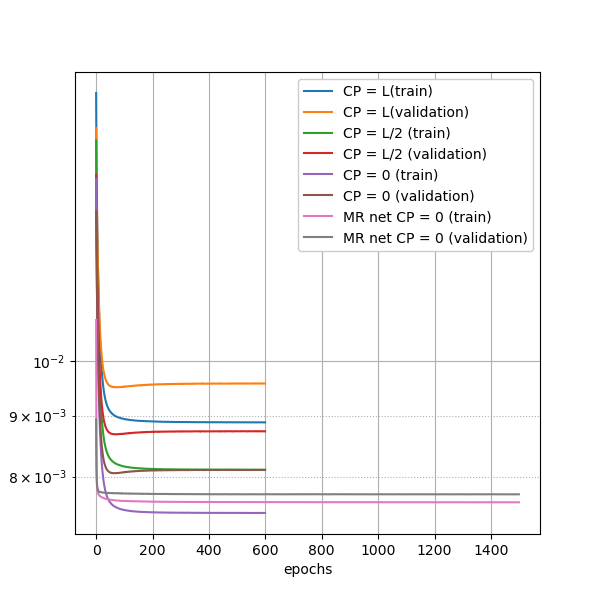 CP = L(train)
CP = L(validation)
CP = L/2 (train)
CP = L/2 (validation)
CP = 0 (train)
CP = 0 (validation)
MR net CP = 0 (train)
MR net CP = 0 (validation)
10⁻²
9 × 10⁻³
8 × 10⁻³
0 200 400 600 800 1000 1200 1400
epochs